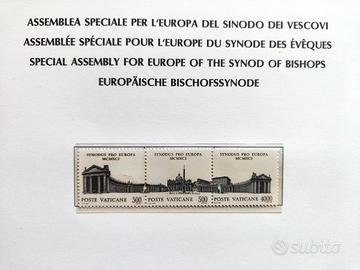 ASSEMBLEA SPECIALE PER L'EUROPA DEL SINODO DEI VESCOVI
ASSEMBLÉE SPÉCIALE POUR L'EUROPE DU SYNODE DES ÉVÊQUES
SPECIAL ASSEMBLY FOR EUROPE OF THE SYNOD OF BISHOPS
EUROPÄISCHE BISCHOFSSYNODE
SYNODUS PRO EUROPA
MCMXCI
SYNODUS PRO EUROPA
MCMXCI
SYNODUS PRO EUROPA
MCMXCI
POSTE VATICANE 300
POSTE VATICANE 500
POSTE VATICANE 4000
subito